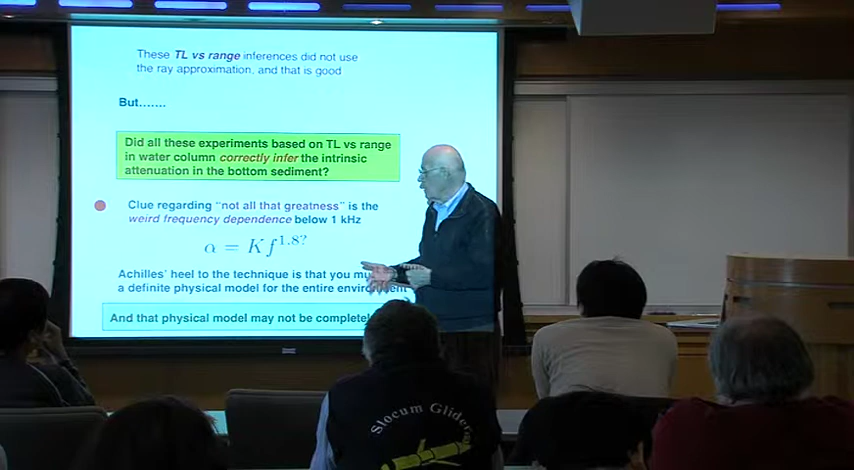 These TL vs range inferences did not use
the ray approximation, and that is good
But.......
Did all these experiments based on TL vs range
in water column correctly infer the intrinsic
attenuation in the bottom sediment?
Clue regarding "not all that greatness" is the
weird frequency dependence below 1 kHz
α = K f^1.8?
Achilles' heel to the technique is that you mu
a definite physical model for the entire environment
And that physical model may not be complete
Slocum Glider